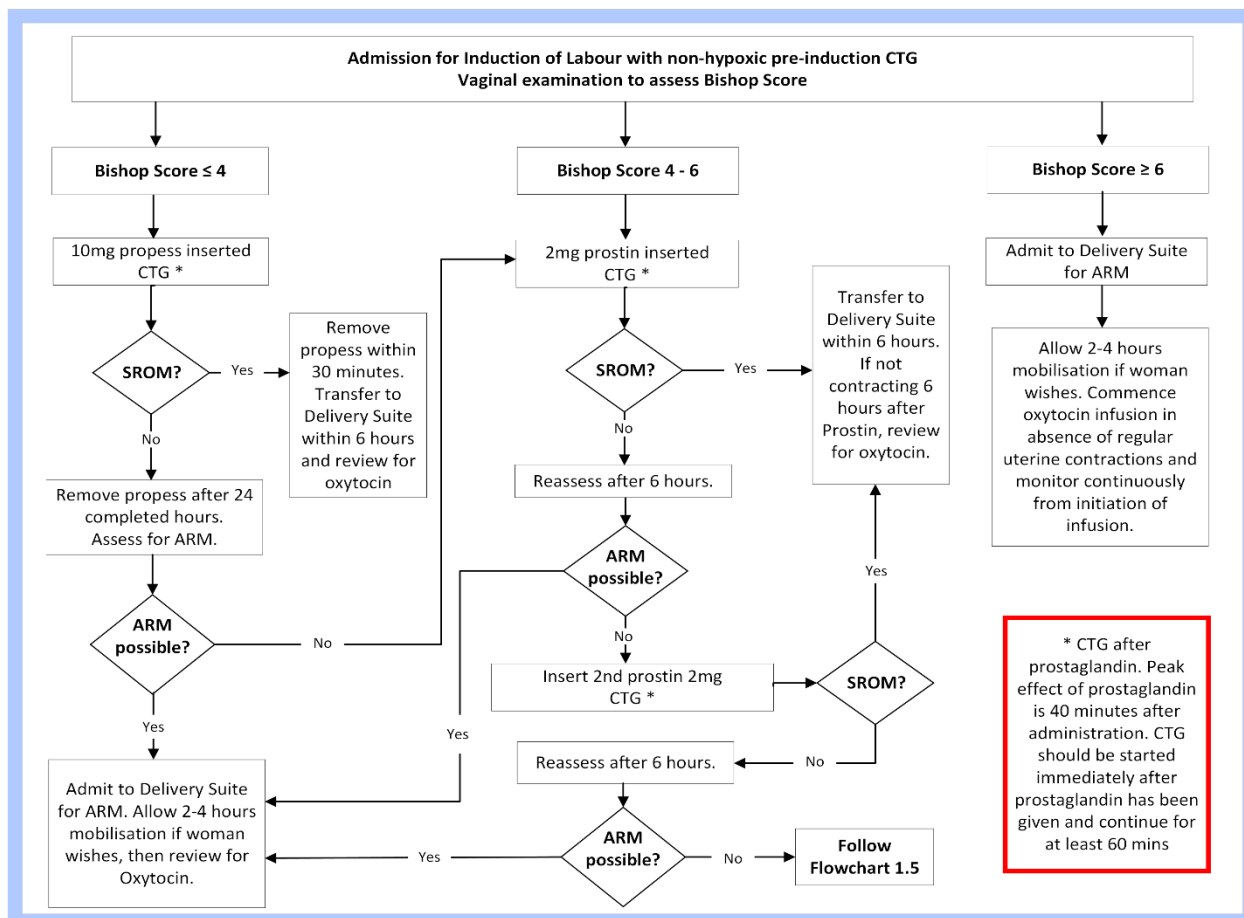 Admission for Induction of Labour with non-hypoxic pre-induction CTG
Vaginal examination to assess Bishop Score
Bishop Score ≤ 4
10mg propess inserted
CTG *
SROM?
Yes
Remove
propess within
30 minutes.
Transfer to
Delivery Suite
within 6 hours
and review for
oxytocin
No
Remove propess after 24
completed hours.
Assess for ARM.
ARM
possible?
No
Yes
Admit to Delivery Suite
for ARM. Allow 2-4 hours
mobilisation if woman
wishes, then review for
Oxytocin.
Bishop Score 4 - 6
2mg prostin inserted
CTG *
SROM?
Yes
Transfer to
Delivery Suite
within 6 hours.
If not
contracting 6
hours after
Prostin, review
for oxytocin.
No
Reassess after 6 hours.
ARM
possible?
Yes
No
Insert 2nd prostin 2mg
CTG *
SROM?
Yes
No
Reassess after 6 hours.
ARM
possible?
Yes
No
Follow
Flowchart 1.5
Bishop Score ≥ 6
Admit to Delivery Suite
for ARM
Allow 2-4 hours
mobilisation if woman
wishes. Commence
oxytocin infusion in
absence of regular
uterine contractions and
monitor continuously
from initiation of
infusion.
* CTG after
prostaglandin. Peak
effect of prostaglandin
is 40 minutes after
administration. CTG
should be started
immediately after
prostaglandin has been
given and continue for
at least 60 mins